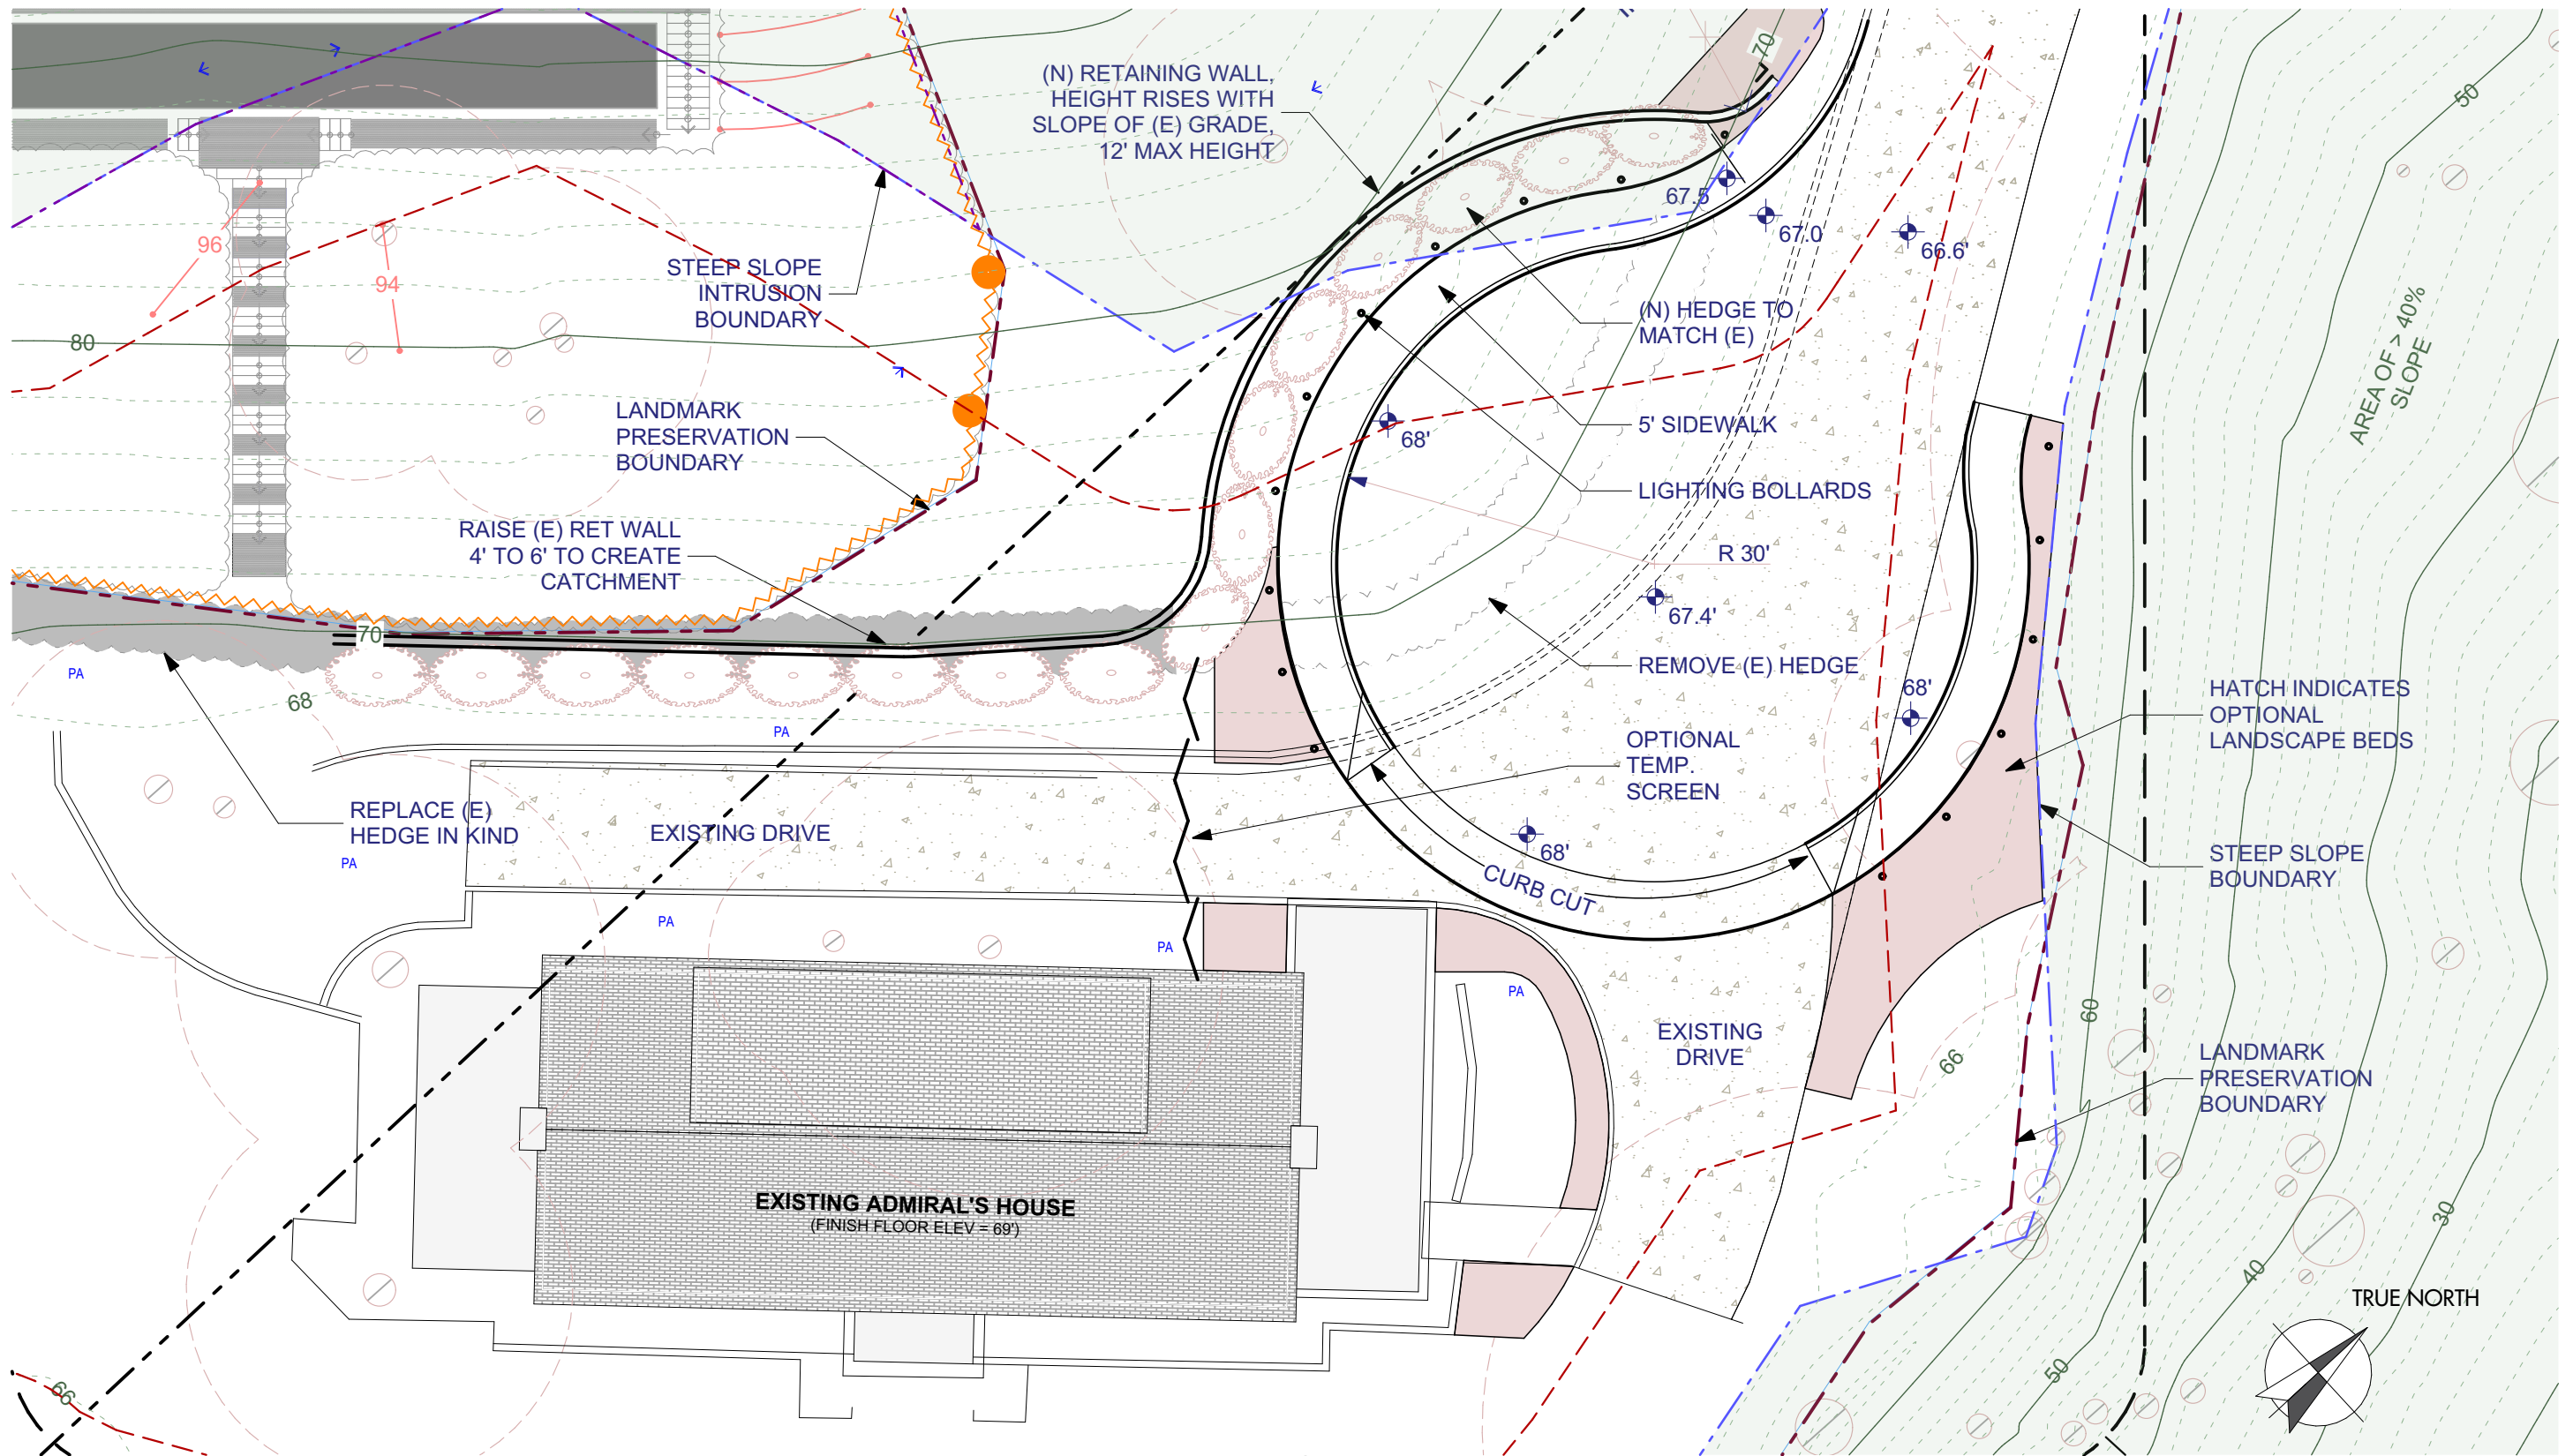 (N) RETAINING WALL,
HEIGHT RISES WITH
SLOPE OF (E) GRADE,
12' MAX HEIGHT
70
50
67.5
67.0
66.6'
96
94
STEEP SLOPE
INTRUSION
BOUNDARY
(N) HEDGE TO
MATCH (E)
80
AREA OF > 40%
SLOPE
LANDMARK
PRESERVATION
BOUNDARY
68'
5' SIDEWALK
LIGHTING BOLLARDS
RAISE (E) RET WALL
4' TO 6' TO CREATE
CATCHMENT
R 30'
67.4'
70
REMOVE (E) HEDGE
PA
68
68'
HATCH INDICATES
OPTIONAL
LANDSCAPE BEDS
PA
OPTIONAL
TEMP.
SCREEN
REPLACE (E)
HEDGE IN KIND
EXISTING DRIVE
PA
68'
CURB CUT
STEEP SLOPE
BOUNDARY
PA
PA
PA
60
EXISTING
DRIVE
66
LANDMARK
PRESERVATION
BOUNDARY
EXISTING ADMIRAL'S HOUSE
(FINISH FLOOR ELEV = 69')
30
40
TRUE NORTH
50
66